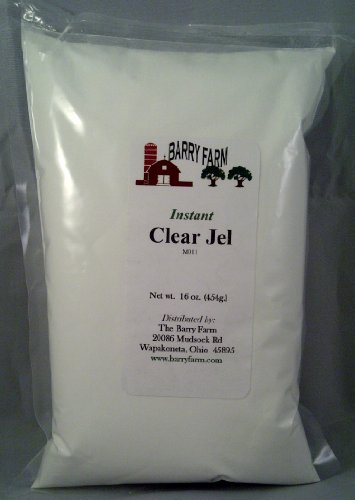 BARRY FARM
Instant
Clear Jel
M011
Net wt. 16 oz. (454g.)
Distributed by:
The Barry Farm
20086 Mudsock Rd
Wapakoneta, Ohio 45895
www.barryfarm.com